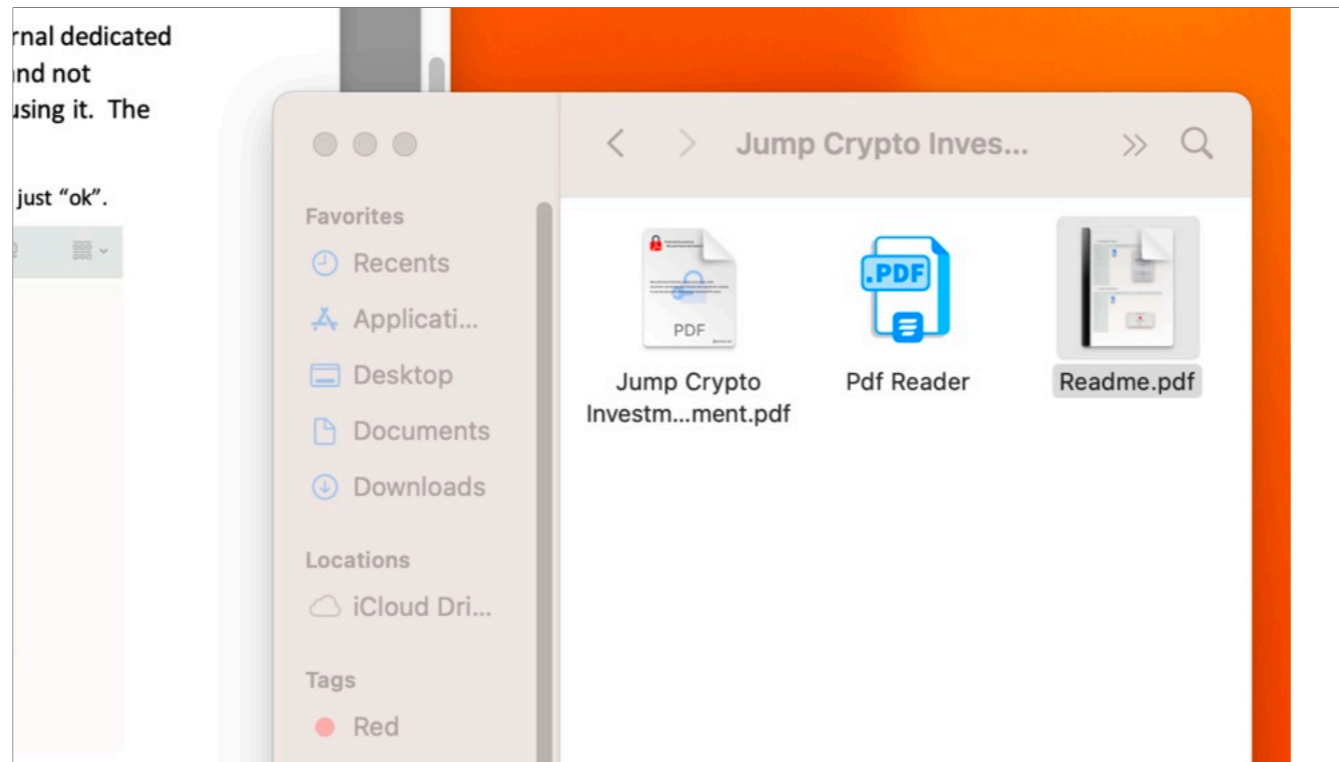 rnal dedicated
and not
using it. The
just “ok”.
Jump Crypto Inves...
Favorites
Recents
Applicati...
Desktop
Documents
Downloads
Locations
iCloud Dri...
Tags
Red
.PDF
PDF
Jump Crypto
Investm...ment.pdf
Pdf Reader
Readme.pdf